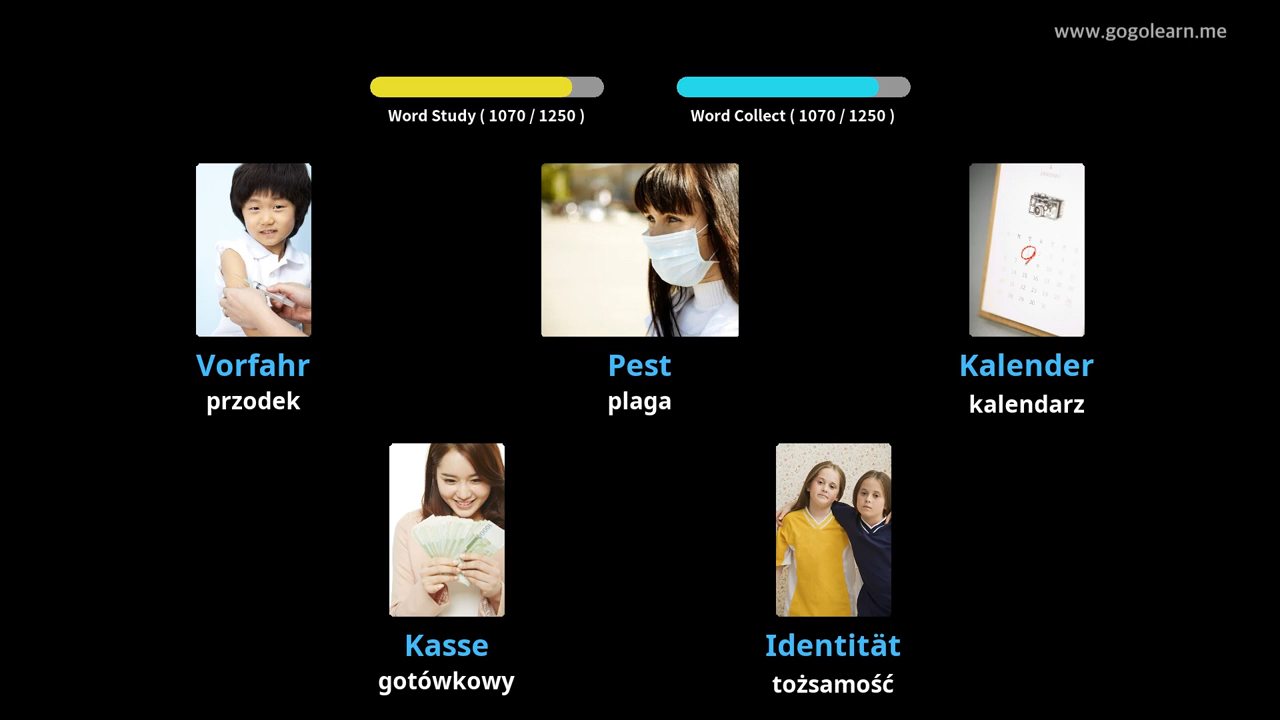 www.gogolearn.me
Word Study ( 1070 / 1250 )
Word Collect ( 1070 / 1250 )
Vorfahr
przodek
Pest
plaga
Kalender
kalendarz
Kasse
gotówkowy
Identität
tożsamość